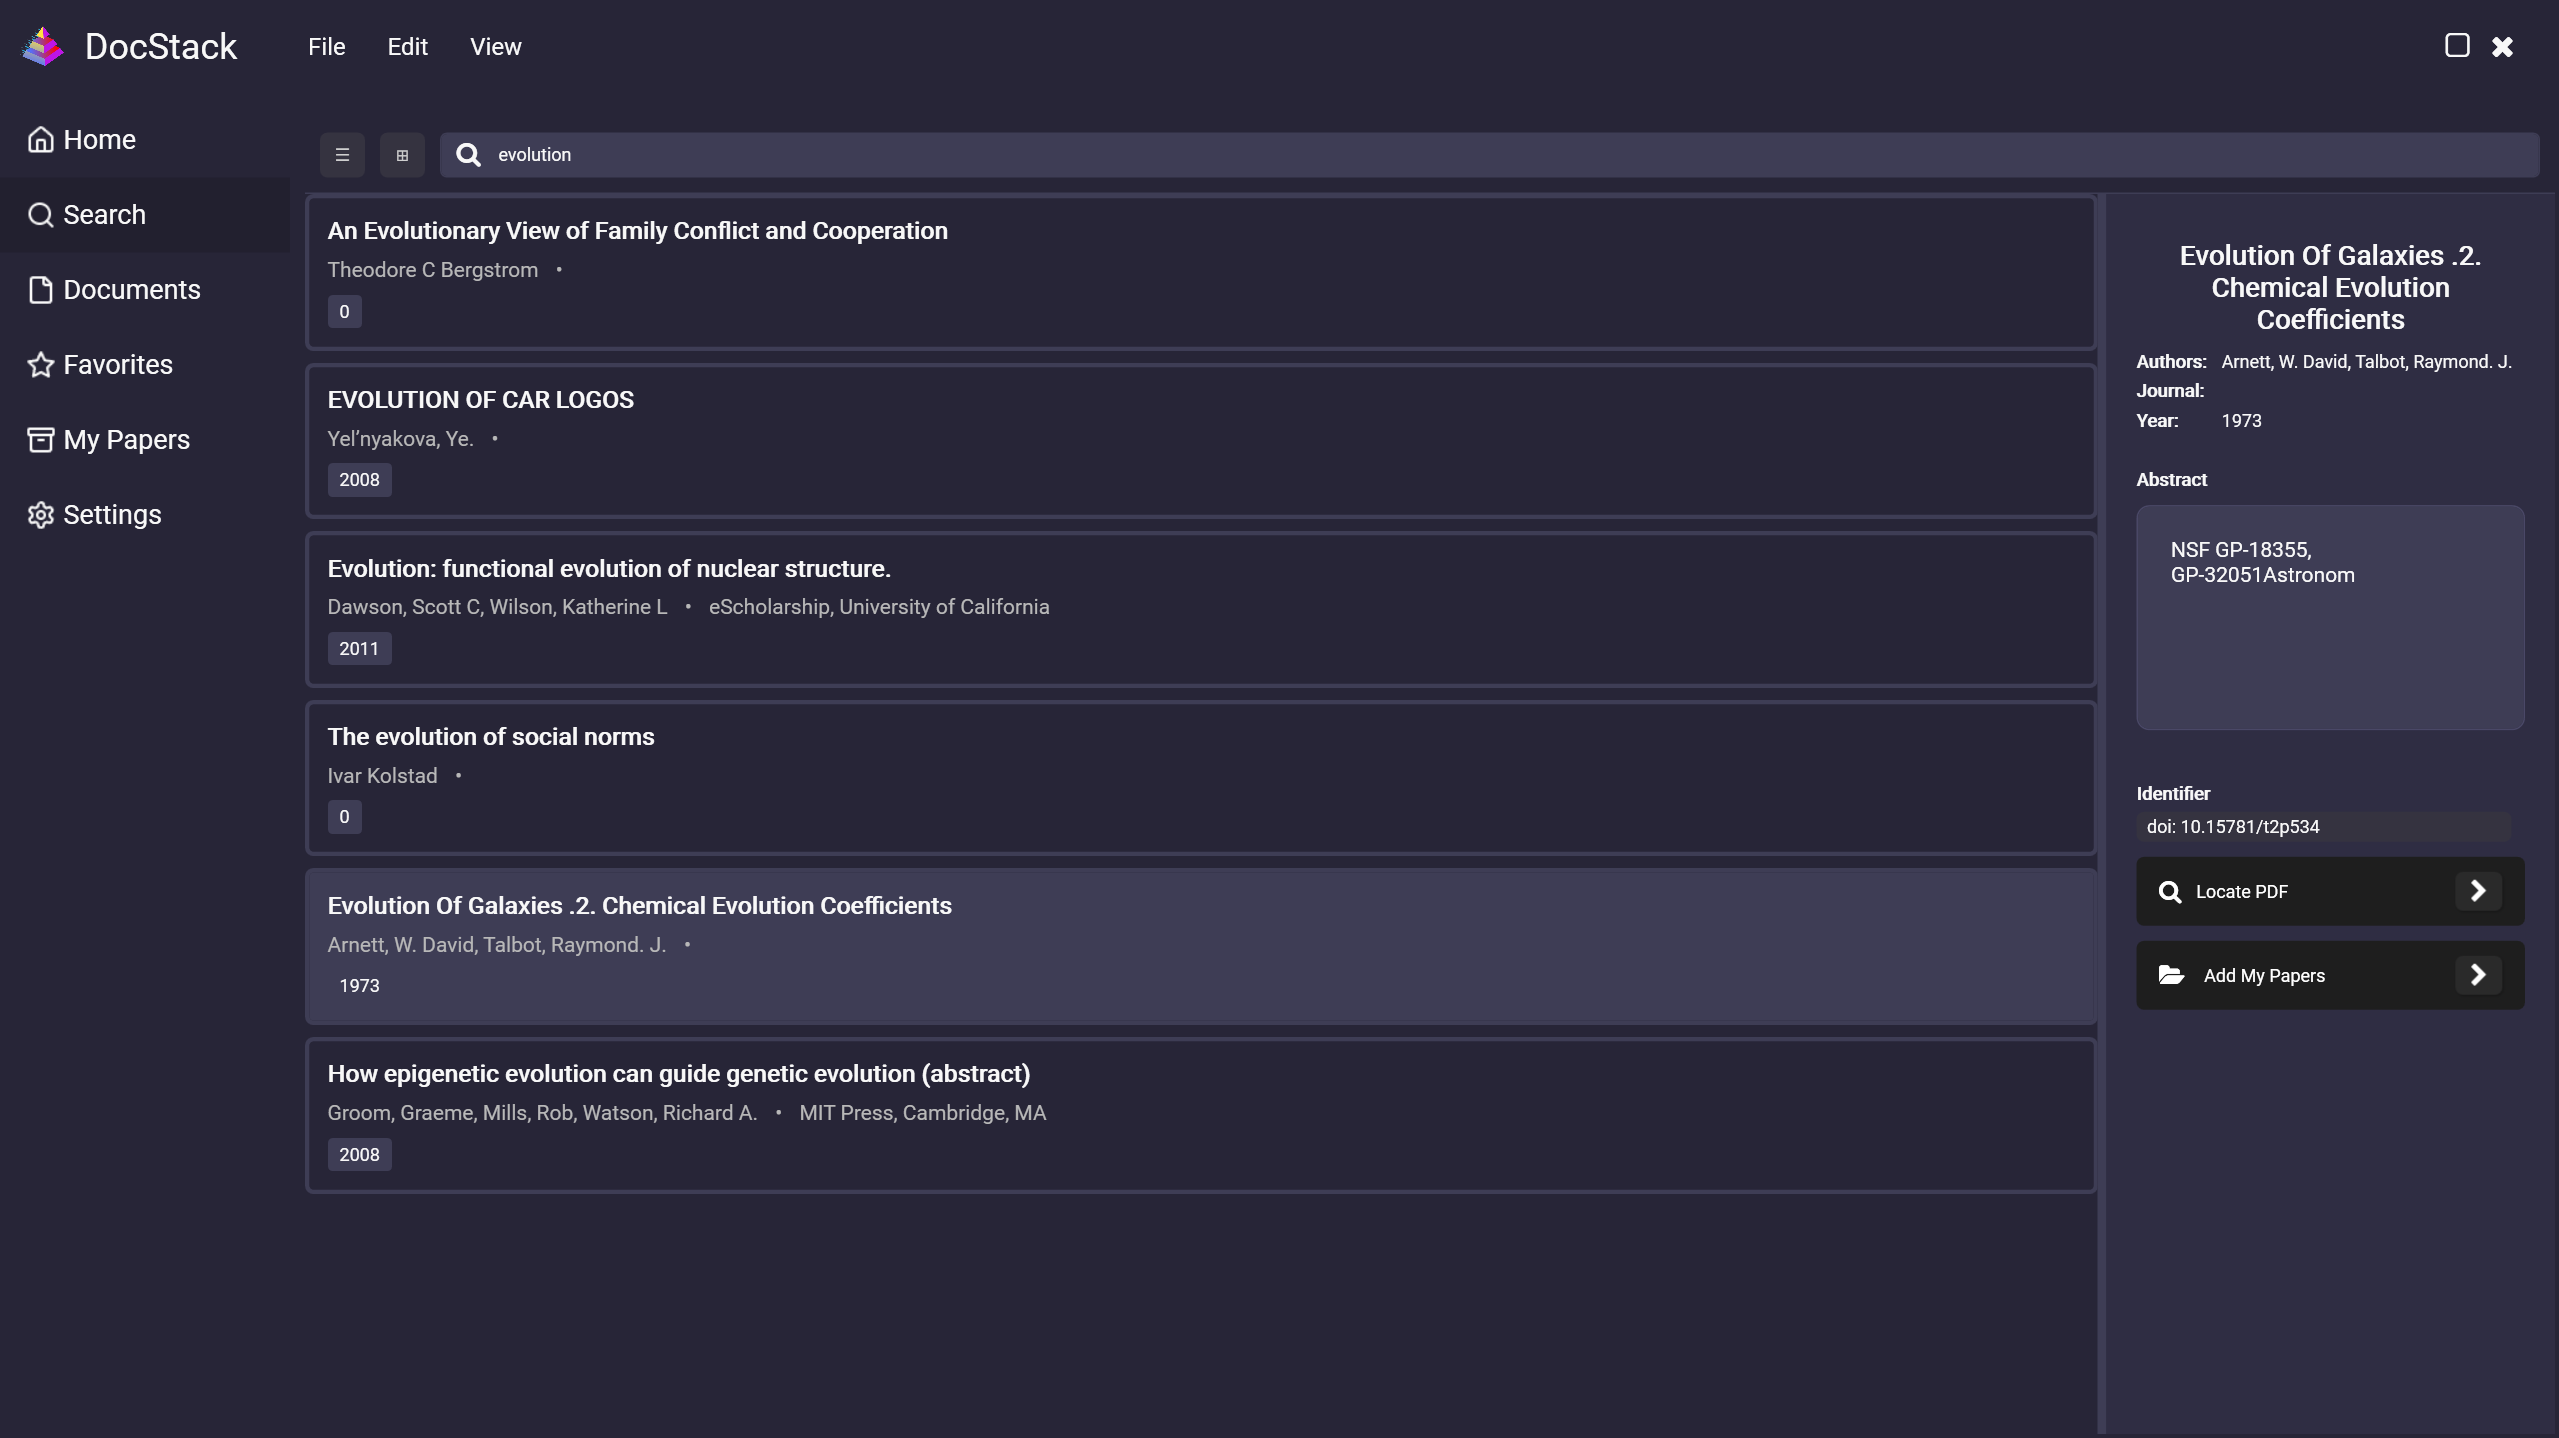 DocStack
File Edit View
Home
Search
Documents
Favorites
My Papers
Settings
evolution
An Evolutionary View of Family Conflict and Cooperation
Theodore C Bergstrom •
0
EVOLUTION OF CAR LOGOS
Yel’nyakova, Ye. •
2008
Evolution: functional evolution of nuclear structure.
Dawson, Scott C, Wilson, Katherine L • eScholarship, University of California
2011
The evolution of social norms
Ivar Kolstad •
0
Evolution Of Galaxies .2. Chemical Evolution Coefficients
Arnett, W. David, Talbot, Raymond. J. •
1973
How epigenetic evolution can guide genetic evolution (abstract)
Groom, Graeme, Mills, Rob, Watson, Richard A. • MIT Press, Cambridge, MA
2008
Evolution Of Galaxies .2.
Chemical Evolution
Coefficients
Authors: Arnett, W. David, Talbot, Raymond. J.
Journal:
Year: 1973
Abstract
NSF GP-18355,
GP-32051Astronom
Identifier
doi: 10.15781/t2p534
Locate PDF
Add My Papers